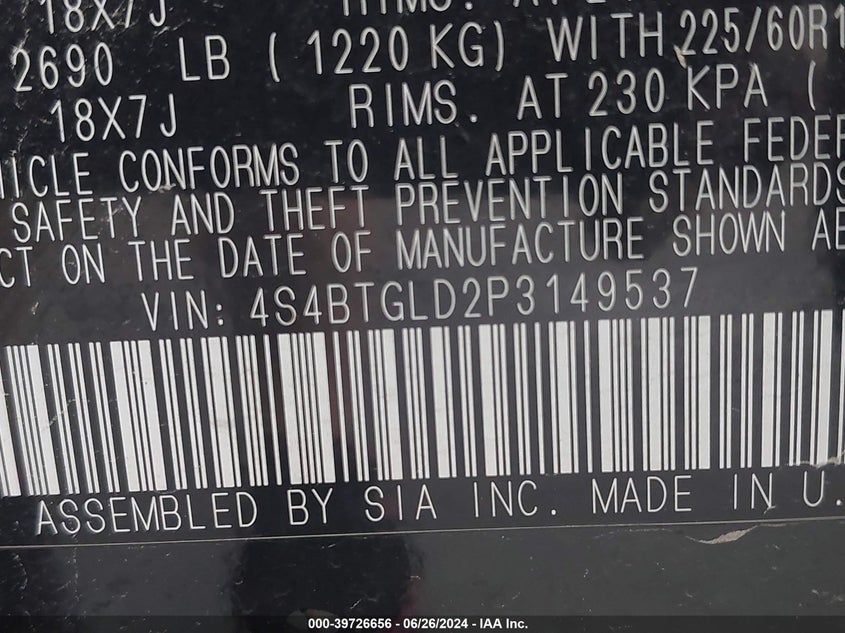 18X7J
2690 LB ( 1220 KG) WITH 225/60R1
18X7J RIMS. AT 230 KPA (
HICLE CONFORMS TO ALL APPLICABLE FEDER
SAFETY AND THEFT PREVENTION STANDARDS
CT ON THE DATE OF MANUFACTURE SHOWN AB
VIN: 4S4BTGLD2P3149537
ASSEMBLED BY SIA INC. MADE IN U.
000-39726656 - 06/26/2024 - IAA Inc.